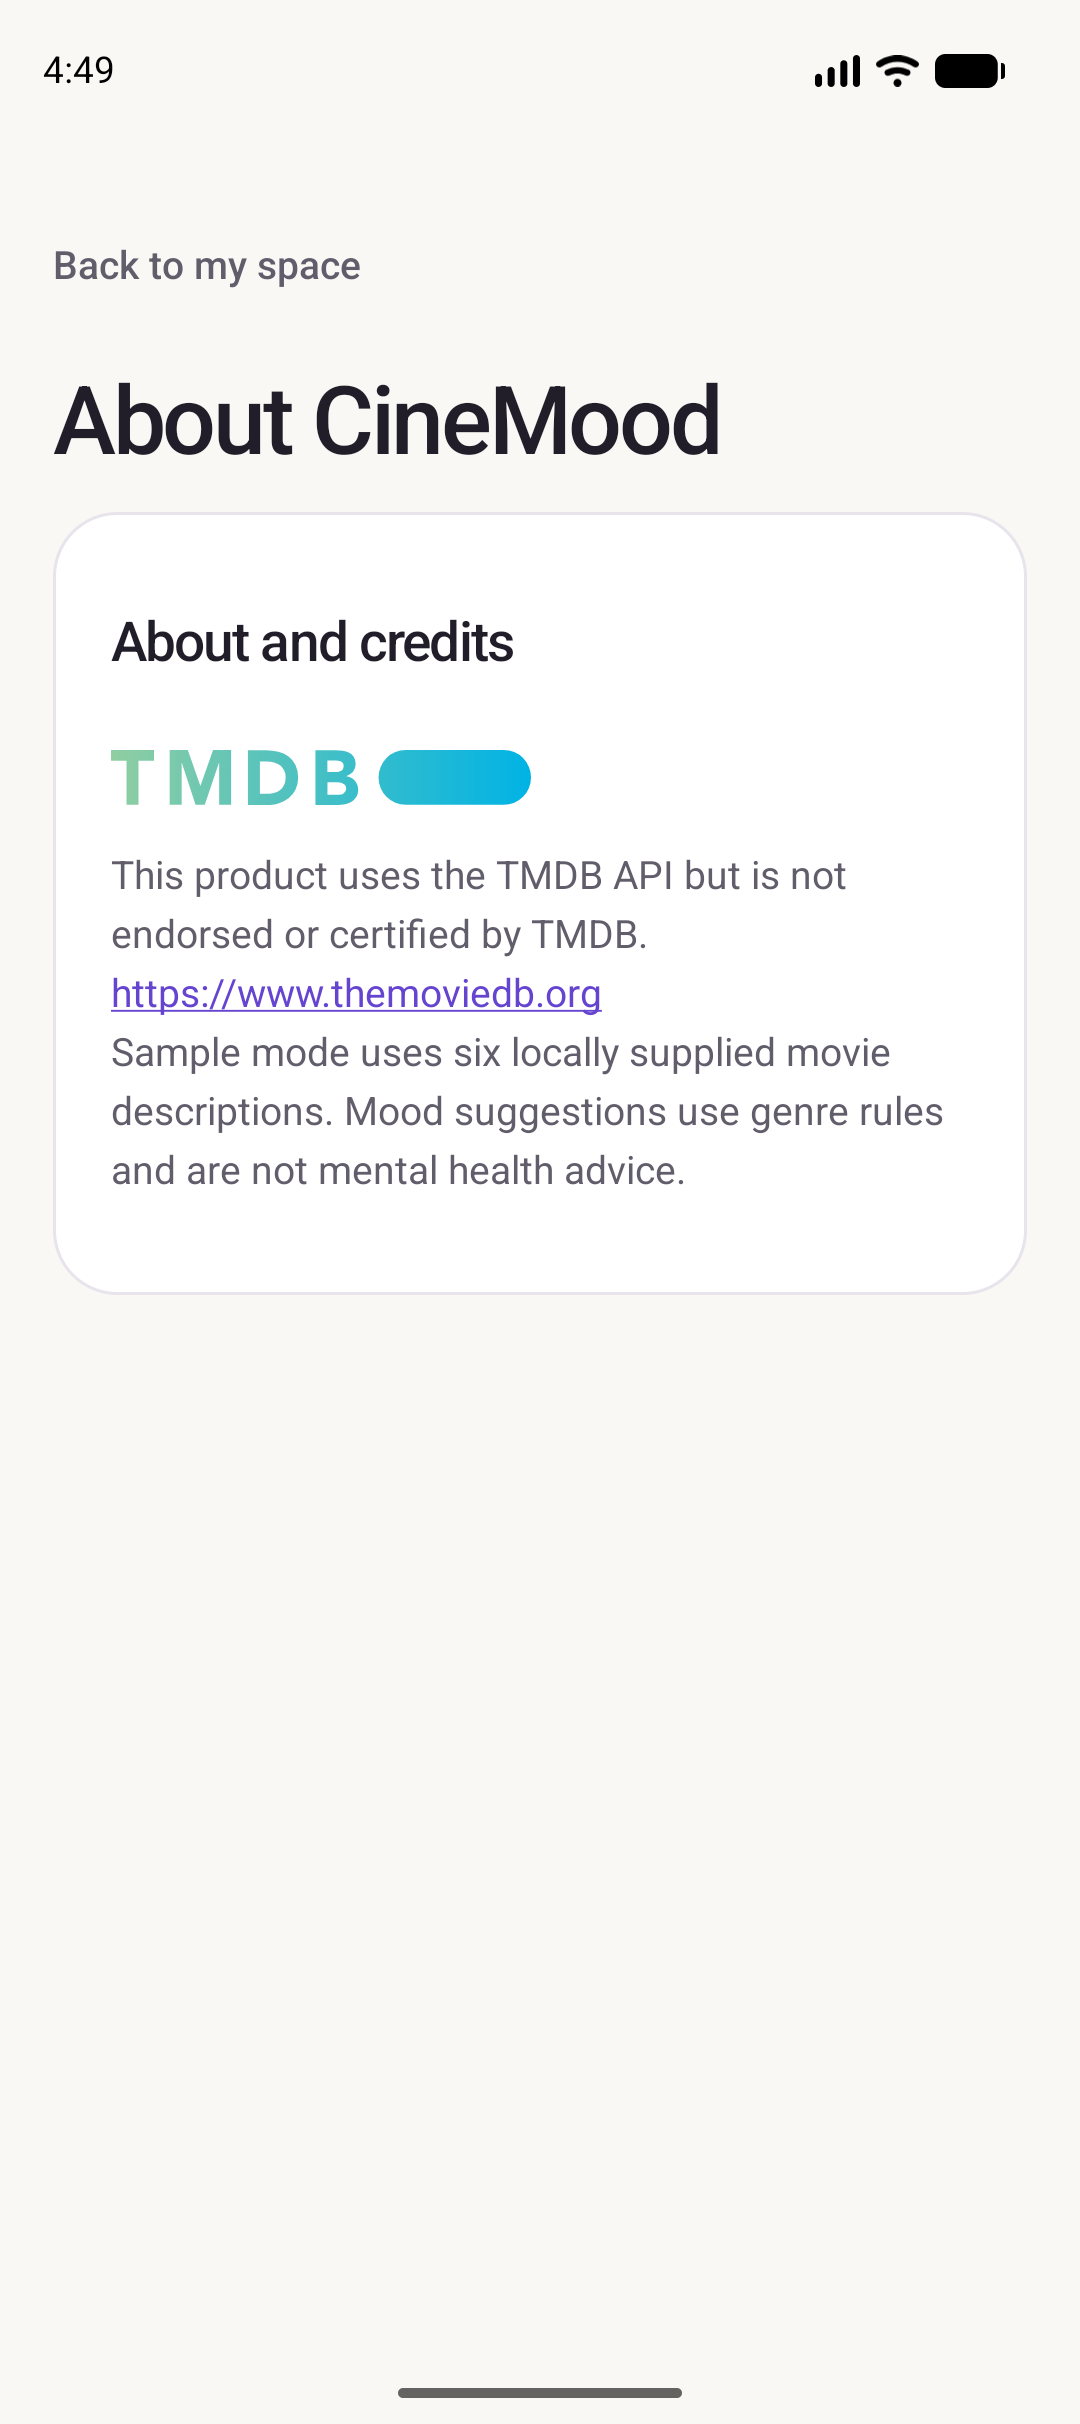 4:49
Back to my space
About CineMood
About and credits
TMDB
This product uses the TMDB API but is not
endorsed or certified by TMDB.
https://www.themoviedb.org
Sample mode uses six locally supplied movie
descriptions. Mood suggestions use genre rules
and are not mental health advice.